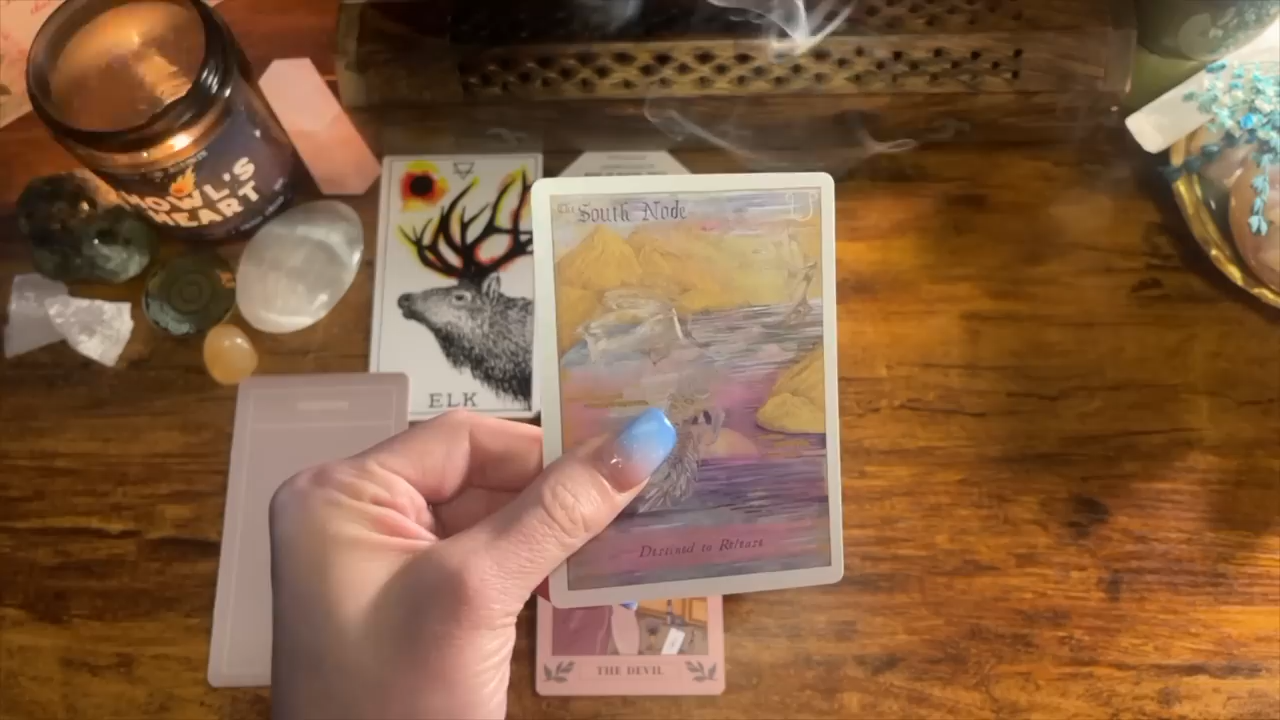 HOWL'S
HEART
ELK
The South Node
Destined to Release
THE DEVIL